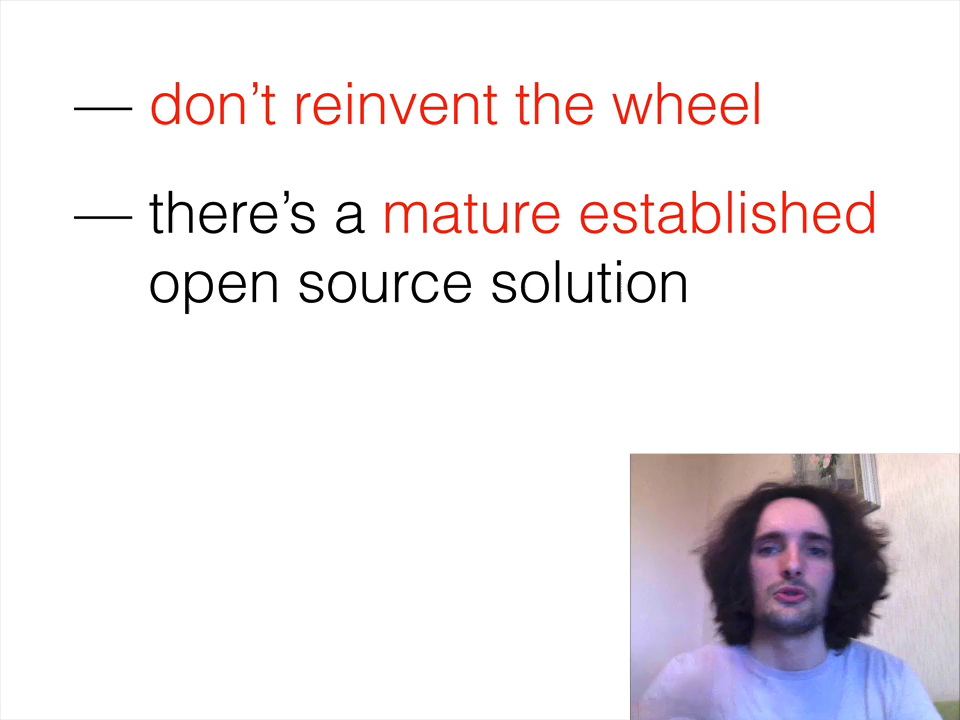 — don’t reinvent the wheel
— there’s a mature established
open source solution